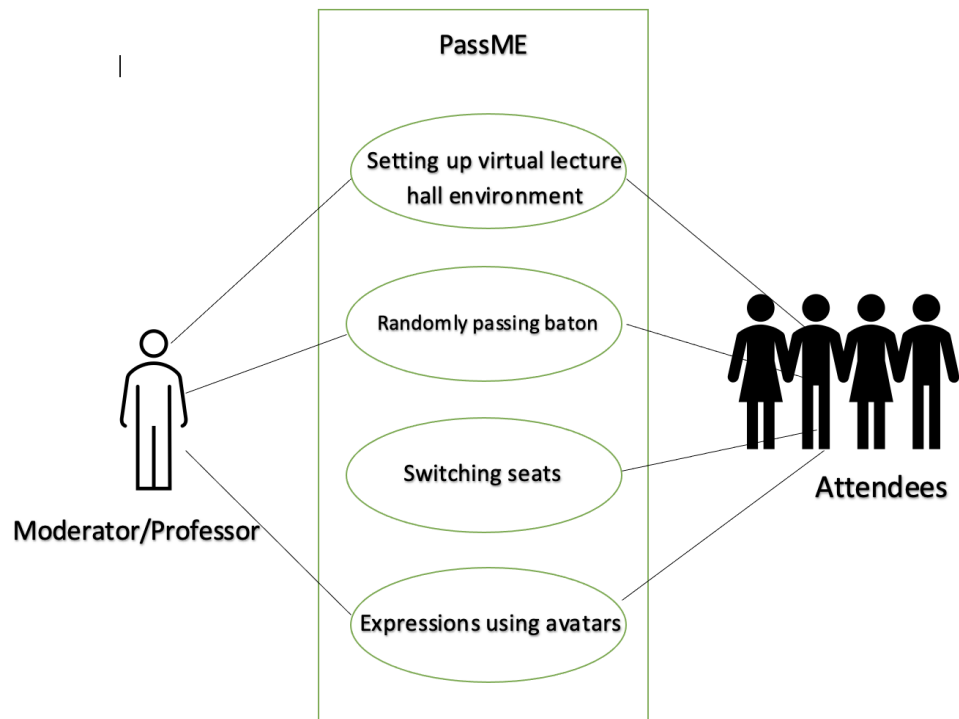 PassME
Setting up virtual lecture
hall environment
Randomly passing baton
Switching seats
Attendees
Moderator/Professor
Expressions using avatars